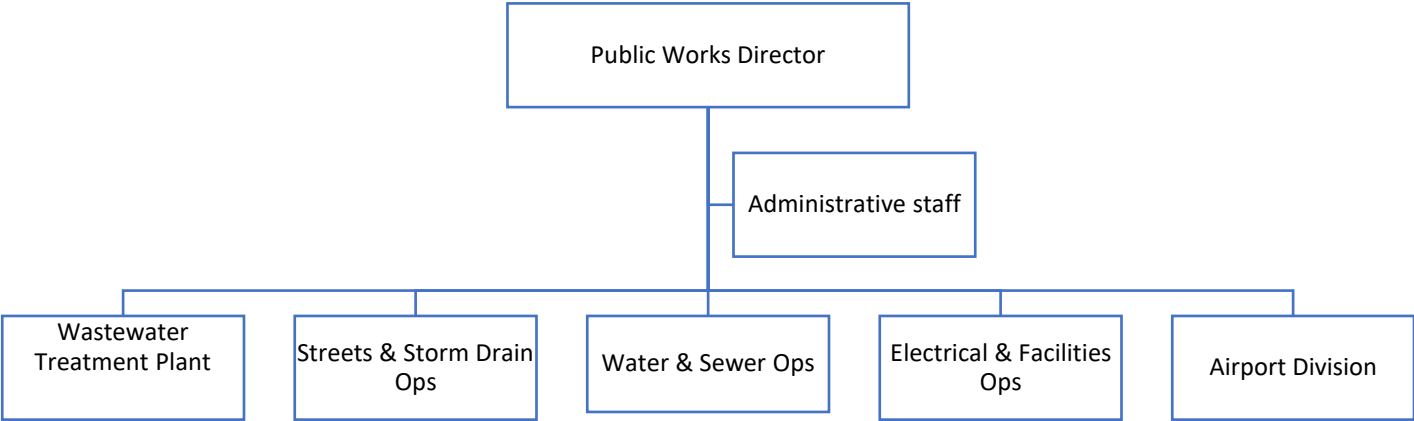 Public Works Director
Administrative staff
Wastewater
Treatment Plant
Streets & Storm Drain
Ops
Water & Sewer Ops
Electrical & Facilities
Ops
Airport Division